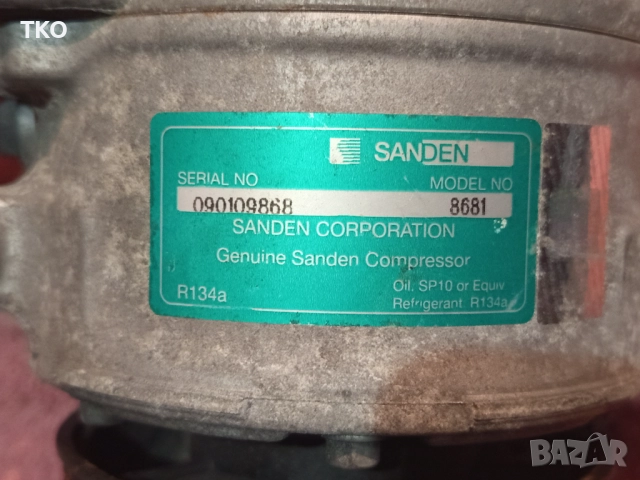 TKO
SANDEN
SERIAL NO MODEL NO
090109868 8681
SANDEN CORPORATION
Genuine Sanden Compressor
Oil. SP10 or Equiv
R134a Refrigerant. R134a
BAZAR